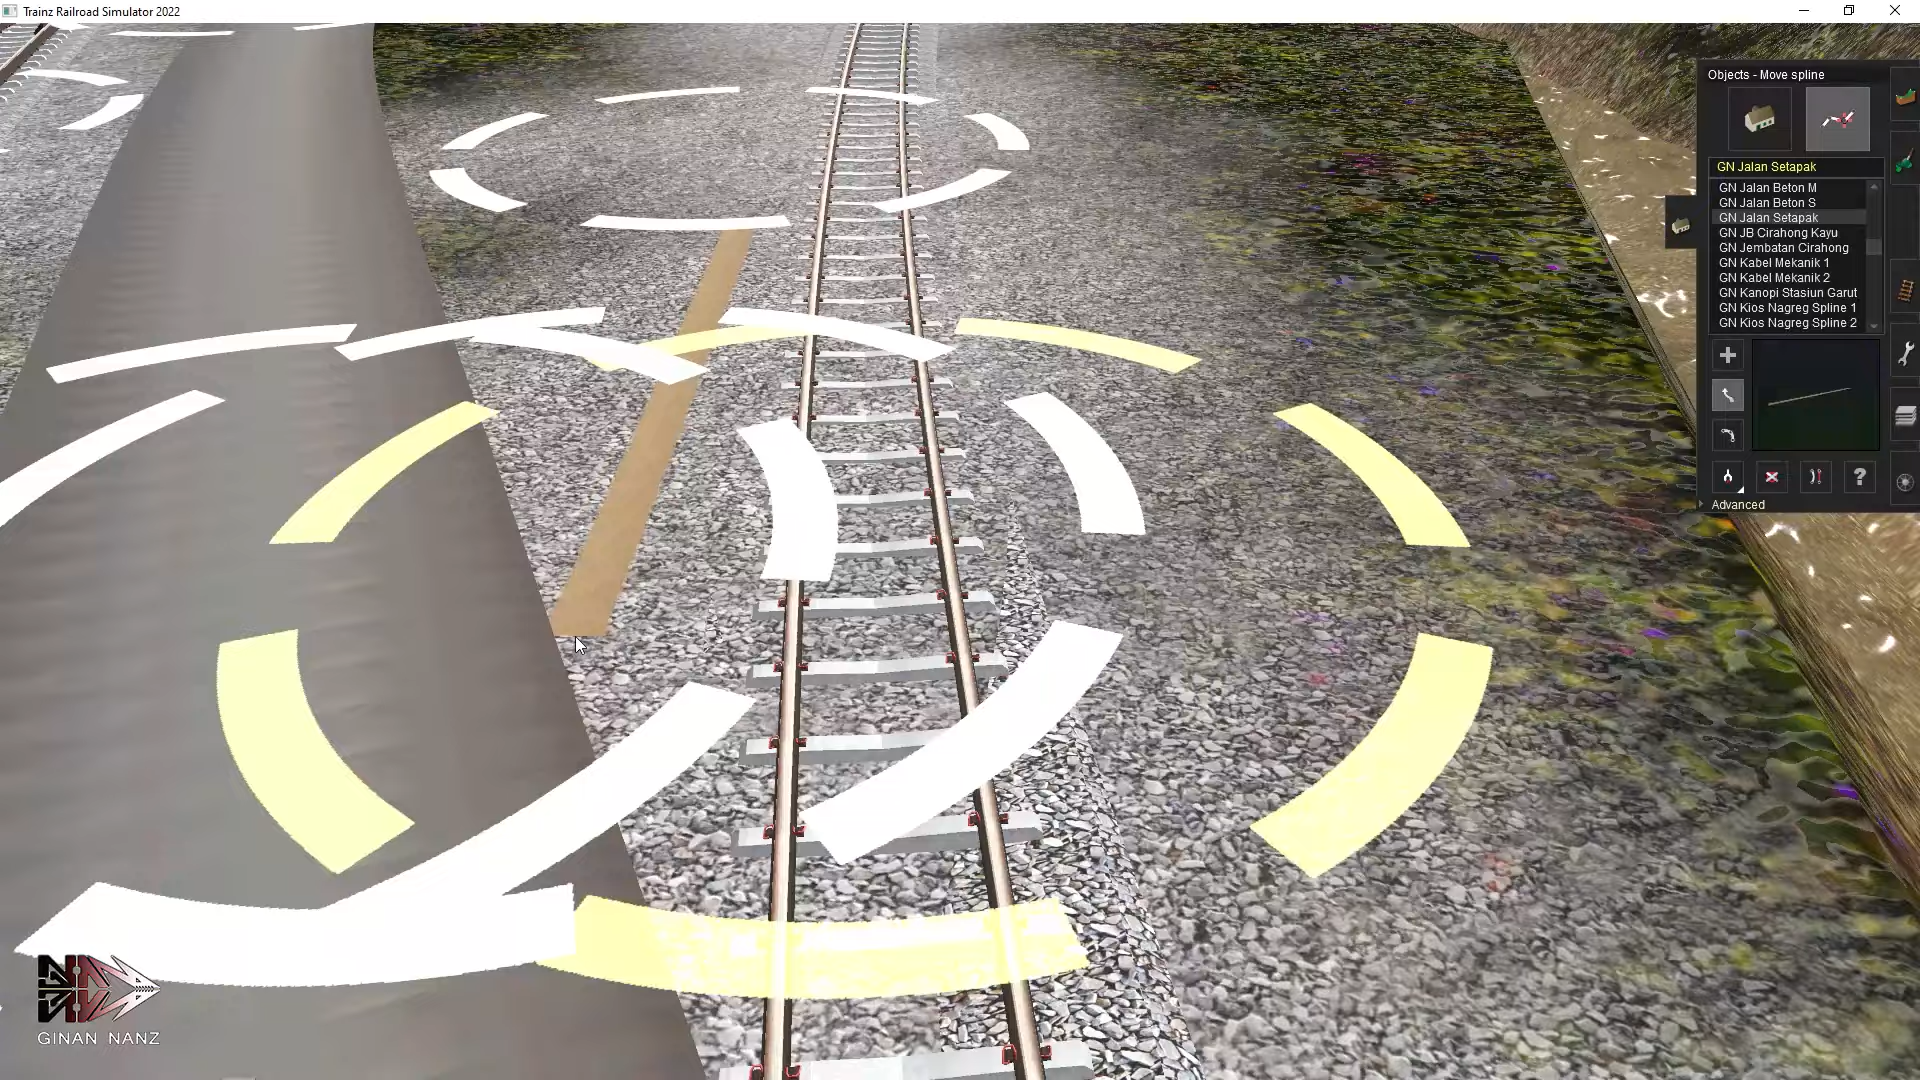 Trainz Railroad Simulator 2022
Objects - Move spline
GN Jalan Setapak
GN Jalan Beton M
GN Jalan Beton S
GN Jalan Setapak
GN JB Cirahong Kayu
GN Jembatan Cirahong
GN Kabel Mekanik 1
GN Kabel Mekanik 2
GN Kanopi Stasiun Garut
GN Kios Nagreg Spline 1
GN Kios Nagreg Spline 2
?
Advanced
GINAN NANZ